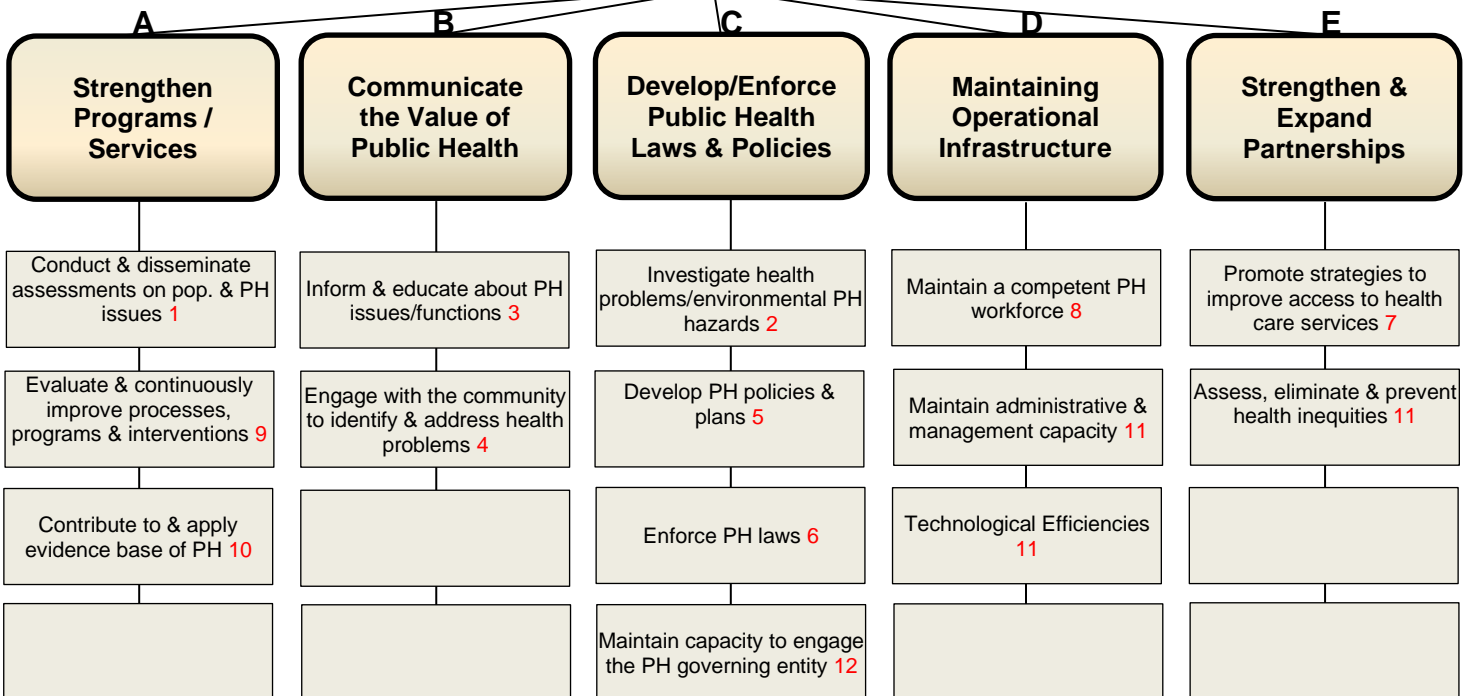 A
B
C
D
E
Strengthen
Programs /
Services
Communicate
the Value of
Public Health
Develop/Enforce
Public Health
Laws & Policies
Maintaining
Operational
Infrastructure
Strengthen &
Expand
Partnerships
Conduct & disseminate
assessments on pop. & PH
issues 1
Inform & educate about PH
issues/functions 3
Investigate health
problems/environmental PH
hazards 2
Maintain a competent PH
workforce 8
Promote strategies to
improve access to health
care services 7
Evaluate & continuously
improve processes,
programs & interventions 9
Engage with the community
to identify & address health
problems 4
Develop PH policies &
plans 5
Maintain administrative &
management capacity 11
Assess, eliminate & prevent
health inequities 11
Contribute to & apply
evidence base of PH 10
Enforce PH laws 6
Technological Efficiencies
11
Maintain capacity to engage
the PH governing entity 12